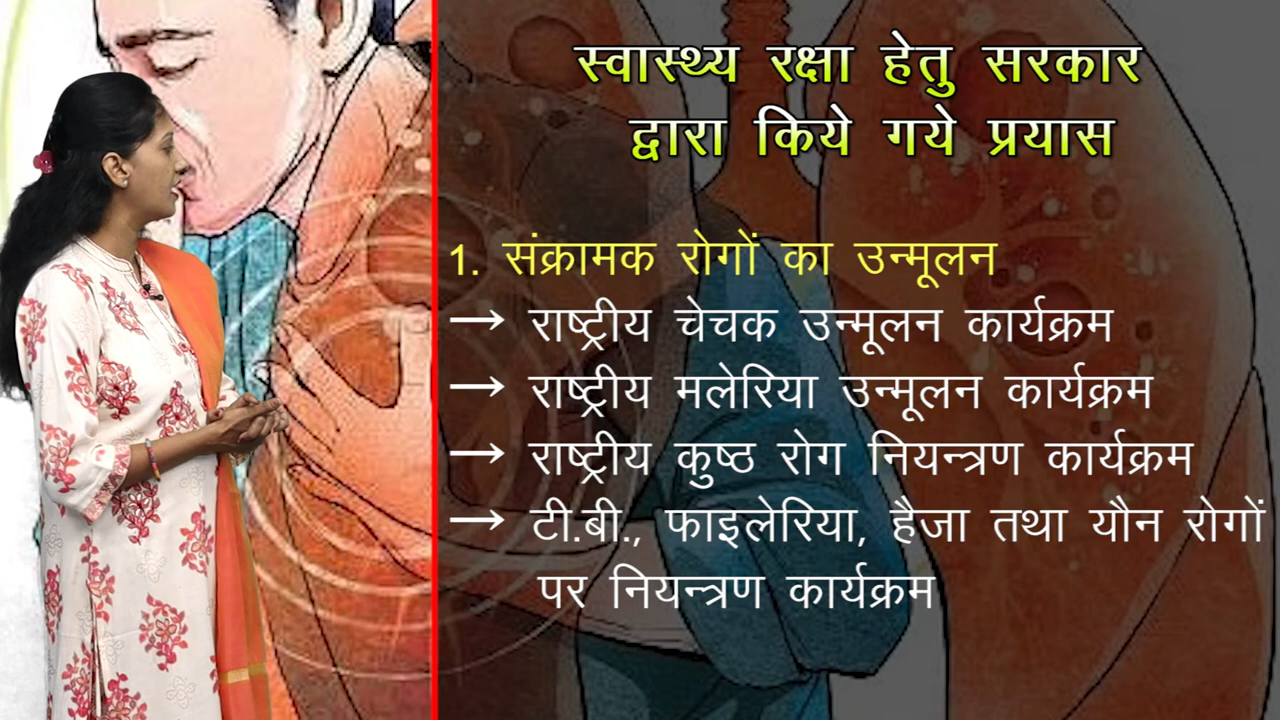 स्वास्थ्य रक्षा हेतु सरकार
द्वारा किये गये प्रयास
1. संक्रामक रोगों का उन्मूलन
→ राष्ट्रीय चेचक उन्मूलन कार्यक्रम
→ राष्ट्रीय मलेरिया उन्मूलन कार्यक्रम
→ राष्ट्रीय कुष्ठ रोग नियन्त्रण कार्यक्रम
→ टी.बी., फाइलेरिया, हैजा तथा यौन रोगों
पर नियन्त्रण कार्यक्रम